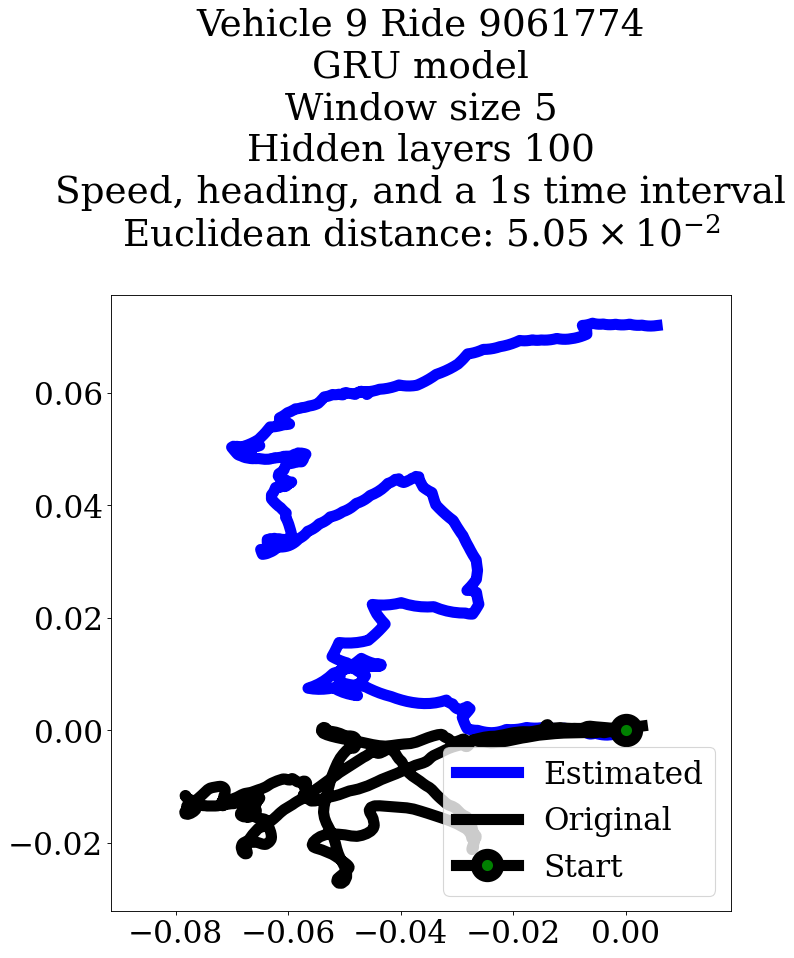 Vehicle 9 Ride 9061774
GRU model
Window size 5
Hidden layers 100
Speed, heading, and a 1s time interval
Euclidean distance: 5.05 × 10⁻²
0.06
0.04
0.02
0.00
−0.02
Estimated
Original
Start
−0.08 −0.06 −0.04 −0.02 0.00